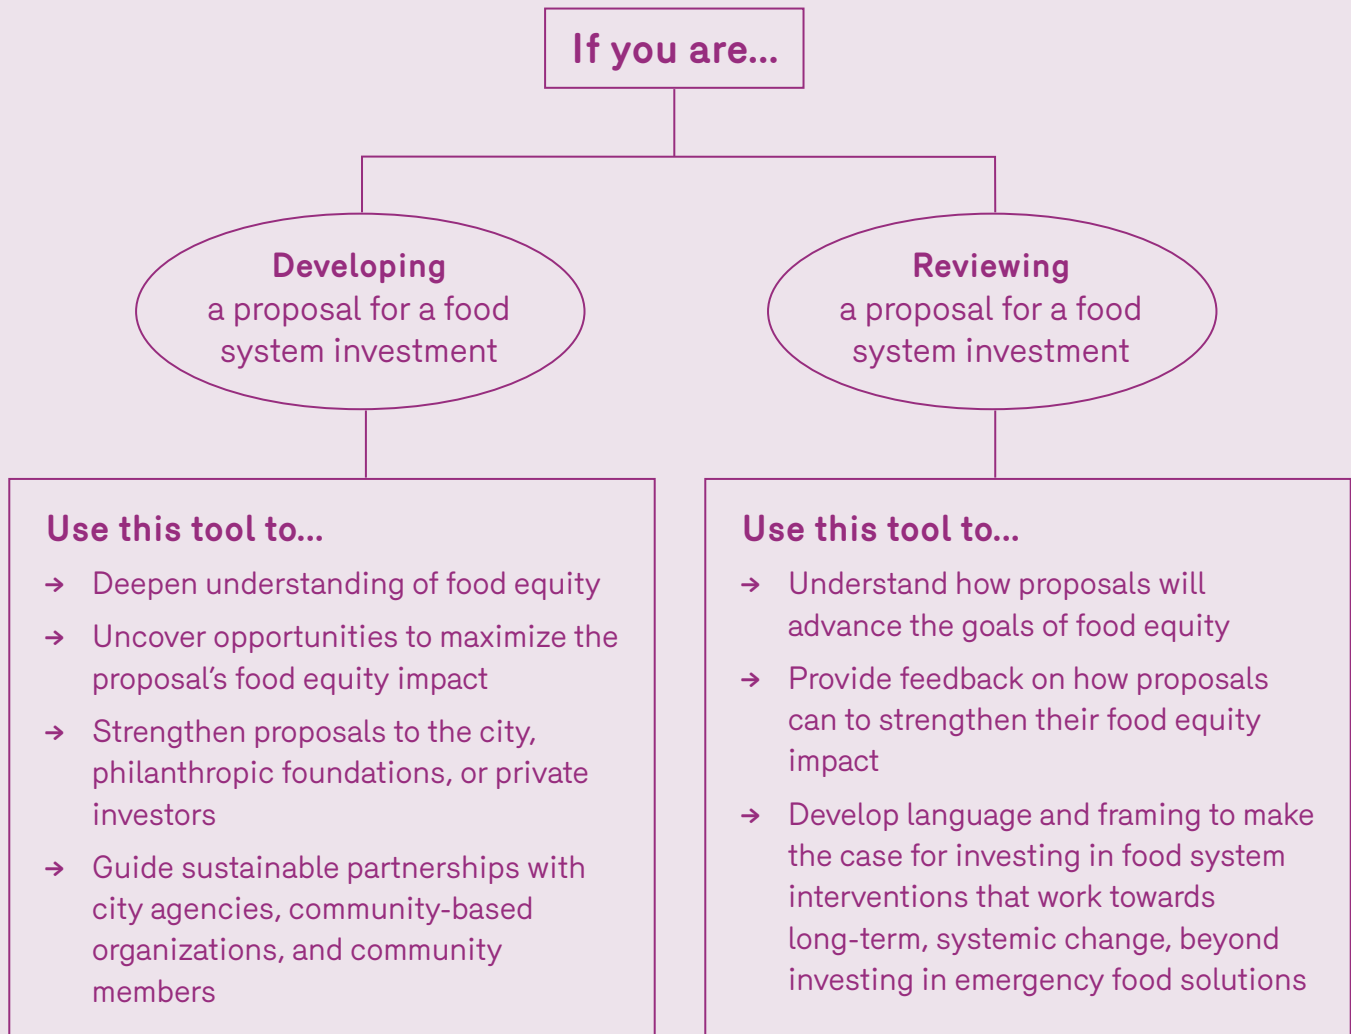 If you are...
Developing
a proposal for a food
system investment
Reviewing
a proposal for a food
system investment
Use this tool to...
→ Deepen understanding of food equity
→ Uncover opportunities to maximize the
proposal’s food equity impact
→ Strengthen proposals to the city,
philanthropic foundations, or private
investors
→ Guide sustainable partnerships with
city agencies, community-based
organizations, and community
members
Use this tool to...
→ Understand how proposals will
advance the goals of food equity
→ Provide feedback on how proposals
can to strengthen their food equity
impact
→ Develop language and framing to make
the case for investing in food system
interventions that work towards
long-term, systemic change, beyond
investing in emergency food solutions